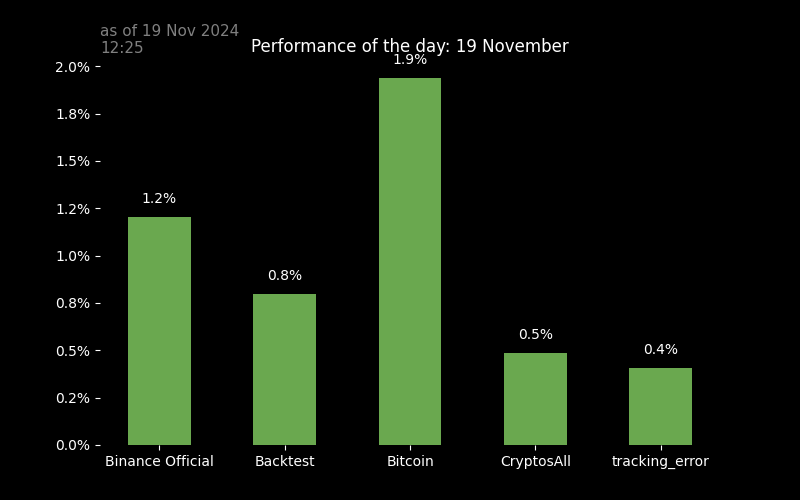 as of 19 Nov 2024
12:25
Performance of the day: 19 November
2.0%
1.8%
1.5%
1.2%
1.0%
0.8%
0.5%
0.2%
0.0%
1.2%
0.8%
1.9%
0.5%
0.4%
Binance Official
Backtest
Bitcoin
CryptosAll
tracking_error